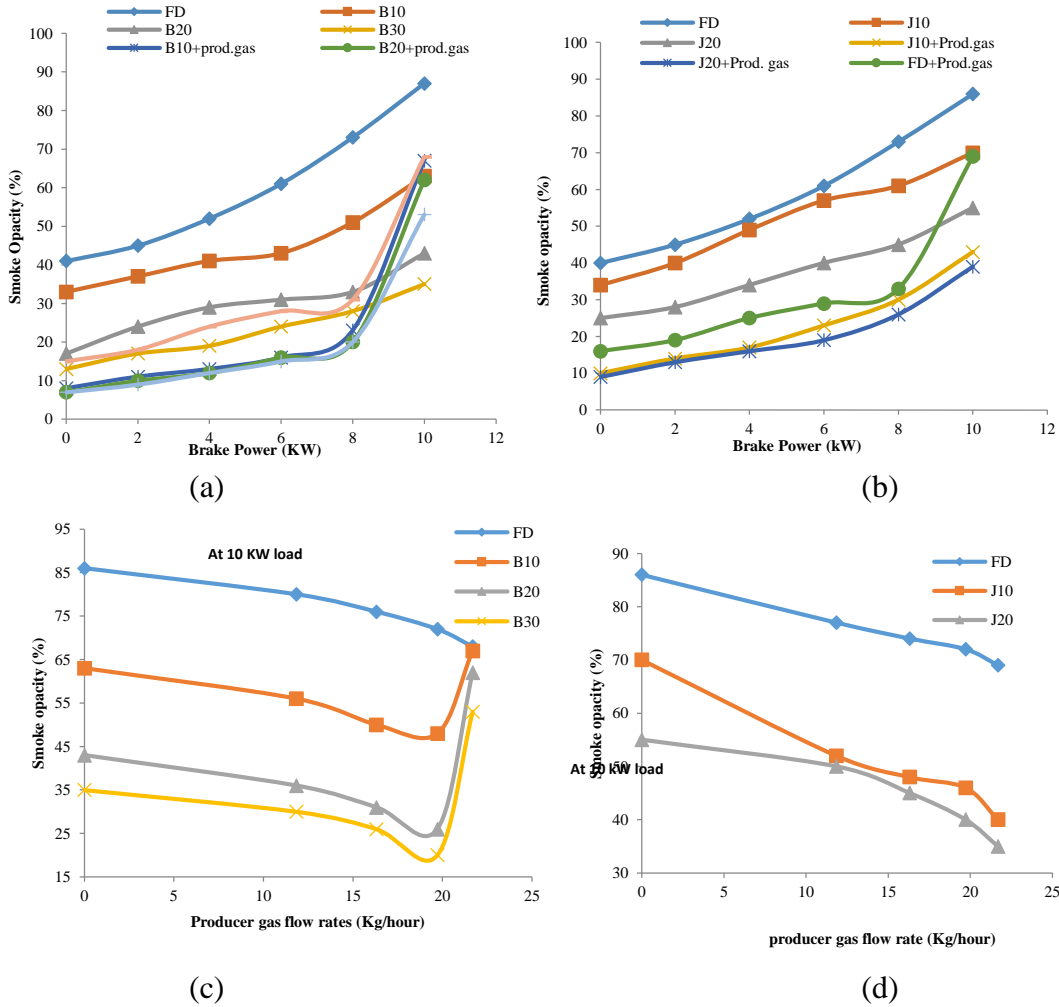 FD
B10
B20
B30
B10+prod.gas
B20+prod.gas
100
90
80
70
60
50
40
30
20
10
0
Smoke Opacity (%)
0 2 4 6 8 10 12
Brake Power (KW)
(a)
FD
J10
J20
J10+Prod.gas
J20+Prod. gas
FD+Prod.gas
100
90
80
70
60
50
40
30
20
10
0
Smoke opacity (%)
0 2 4 6 8 10 12
Brake Power (kW)
(b)
FD
B10
B20
B30
At 10 KW load
95
85
75
65
55
45
35
25
15
Smoke opacity (%)
0 5 10 15 20 25
Producer gas flow rates (Kg/hour)
(c)
FD
J10
J20
90
80
70
60
50
40
30
Smoke opacity (%)
At 10 kW load
0 5 10 15 20 25
producer gas flow rate (Kg/hour)
(d)